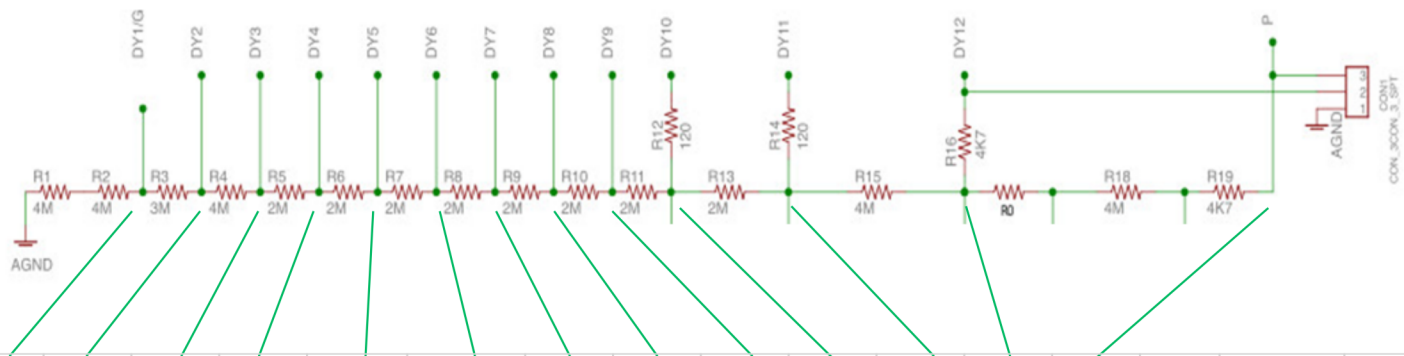 DY1/G
DY2
DY3
DY4
DY5
DY6
DY7
DY8
DY9
DY10
DY11
DY12
P
R12
120
R14
120
R16
4K7
3
2
1
CON1
CON_3CON_3_SPT
AGND
R1
R2
R3
R4
R5
R6
R7
R8
R9
R10
R11
R13
R15
R0
R18
R19
4M
4M
3M
4M
2M
2M
2M
2M
2M
2M
2M
2M
4M
4M
4K7
AGND